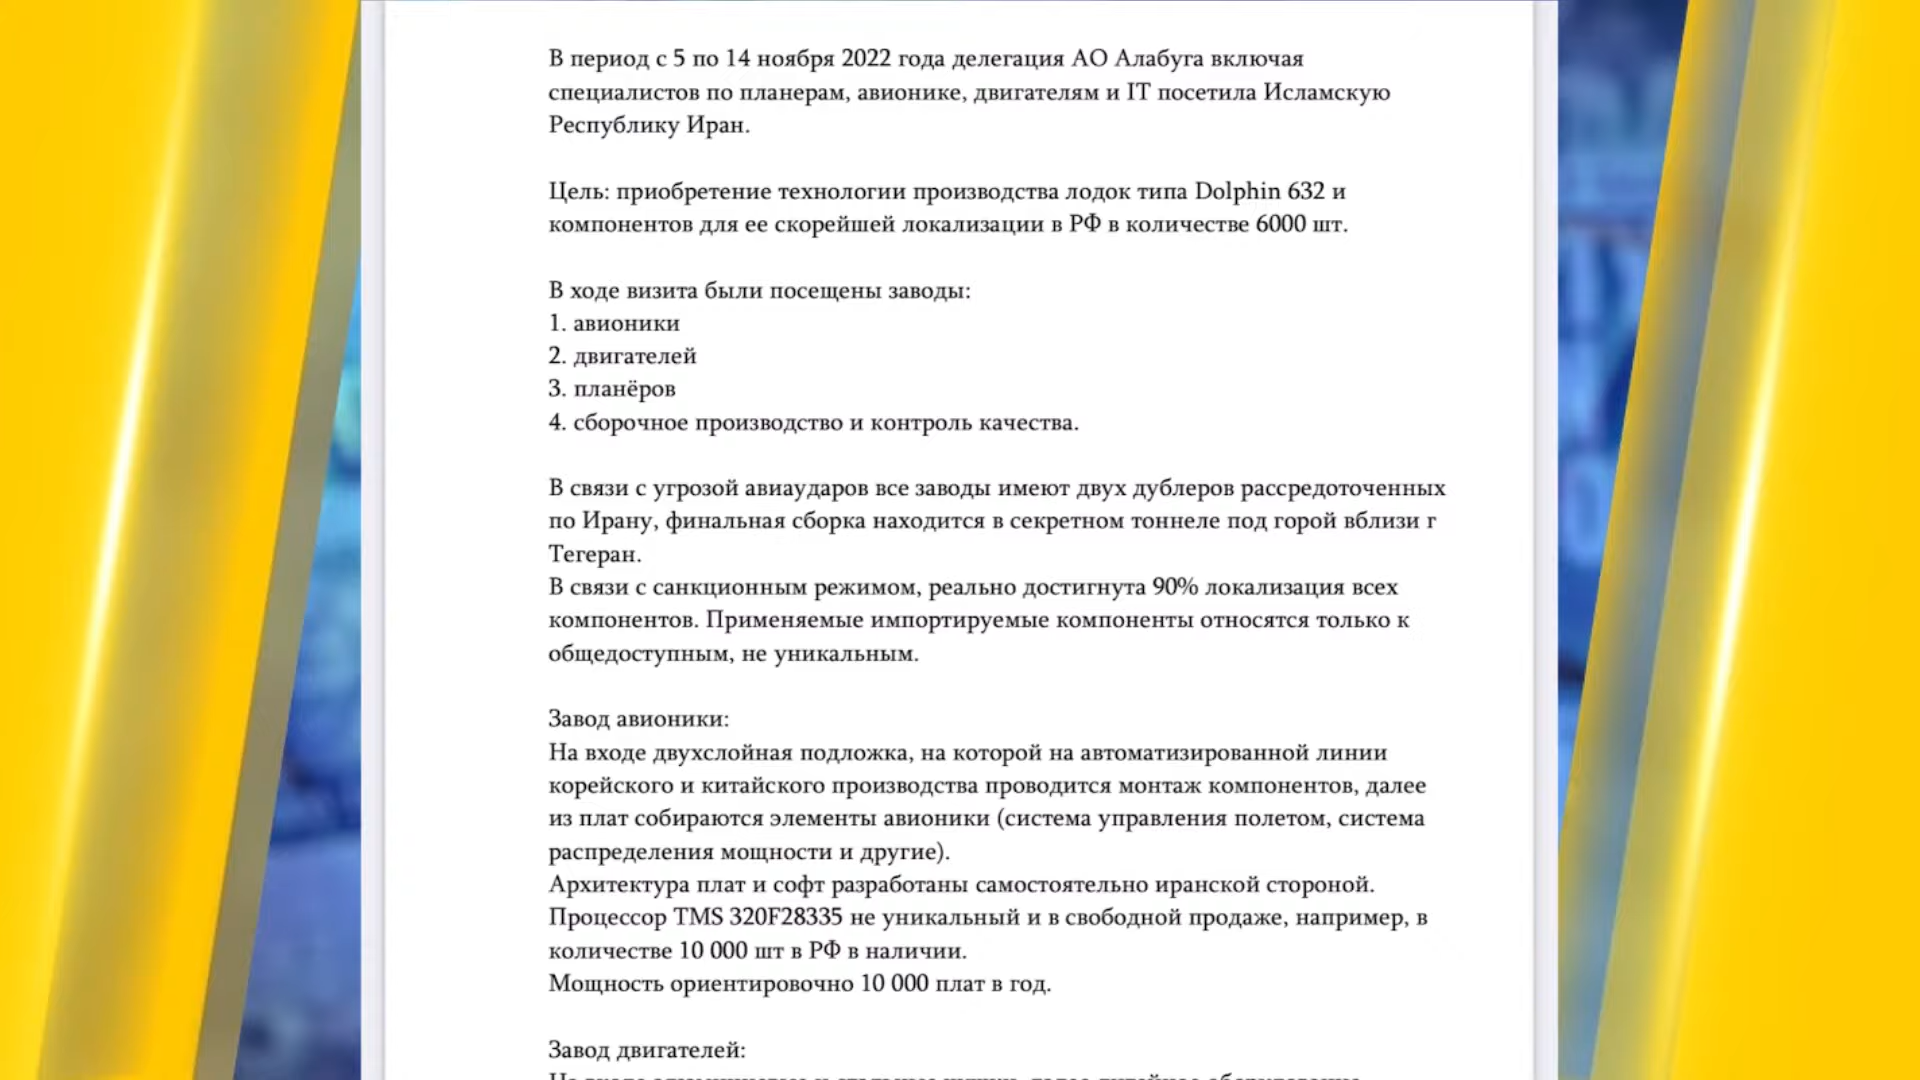 В период с 5 по 14 ноября 2022 года делегация АО Алабуга включая
специалистов по планерам, авионике, двигателям и IT посетила Исламскую
Республику Иран.
Цель: приобретение технологии производства лодок типа Dolphin 632 и
компонентов для ее скорейшей локализации в РФ в количестве 6000 шт.
В ходе визита были посещены заводы:
1. авионики
2. двигателей
3. планёров
4. сборочное производство и контроль качества.
В связи с угрозой авиаударов все заводы имеют двух дублеров рассредоточенных
по Ирану, финальная сборка находится в секретном тоннеле под горой вблизи г
Тегеран.
В связи с санкционным режимом, реально достигнута 90% локализация всех
компонентов. Применяемые импортируемые компоненты относятся только к
общедоступным, не уникальным.
Завод авионики:
На входе двухслойная подложка, на которой на автоматизированной линии
корейского и китайского производства проводится монтаж компонентов, далее
из плат собираются элементы авионики (система управления полетом, система
распределения мощности и другие).
Архитектура плат и софт разработаны самостоятельно иранской стороной.
Процессор TMS 320F28335 не уникальный и в свободной продаже, например, в
количестве 10 000 шт в РФ в наличии.
Мощность ориентировочно 10 000 плат в год.
Завод двигателей: